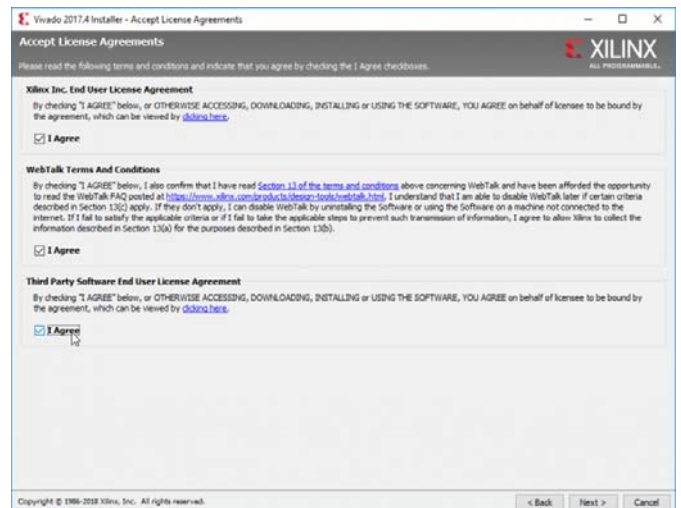 Vivado 2017.4 Installer - Accept License Agreements
Accept License Agreements
XILINX
ALL PROGRAMMABLE.
Please read the following terms and conditions and indicate that you agree by checking the I Agree checkboxes.
Xilinx Inc. End User License Agreement
By checking "I AGREE" below, or OTHERWISE ACCESSING, DOWNLOADING, INSTALLING or USING THE SOFTWARE, YOU AGREE on behalf of licensee to be bound by
the agreement, which can be viewed by clicking here.
I Agree
WebTalk Terms And Conditions
By checking "I AGREE" below, I also confirm that I have read Section 13 of the terms and conditions above concerning WebTalk and have been afforded the opportunity
to read the WebTalk FAQ posted at https://www.xilinx.com/products/design-tools/webtalk.html. I understand that I am able to disable WebTalk later if certain criteria
described in Section 13(c) apply. If they don't apply, I can disable WebTalk by uninstalling the Software or using the Software on a machine not connected to the
internet. If I fail to satisfy the applicable criteria or if I fail to take the applicable steps to prevent such transmission of information, I agree to allow Xilinx to collect the
information described in Section 13(a) for the purposes described in Section 13(b).
I Agree
Third Party Software End User License Agreement
By checking "I AGREE" below, or OTHERWISE ACCESSING, DOWNLOADING, INSTALLING or USING THE SOFTWARE, YOU AGREE on behalf of licensee to be bound by
the agreement, which can be viewed by clicking here.
I Agree
Copyright © 1986-2018 Xilinx, Inc. All rights reserved.
< Back Next > Cancel